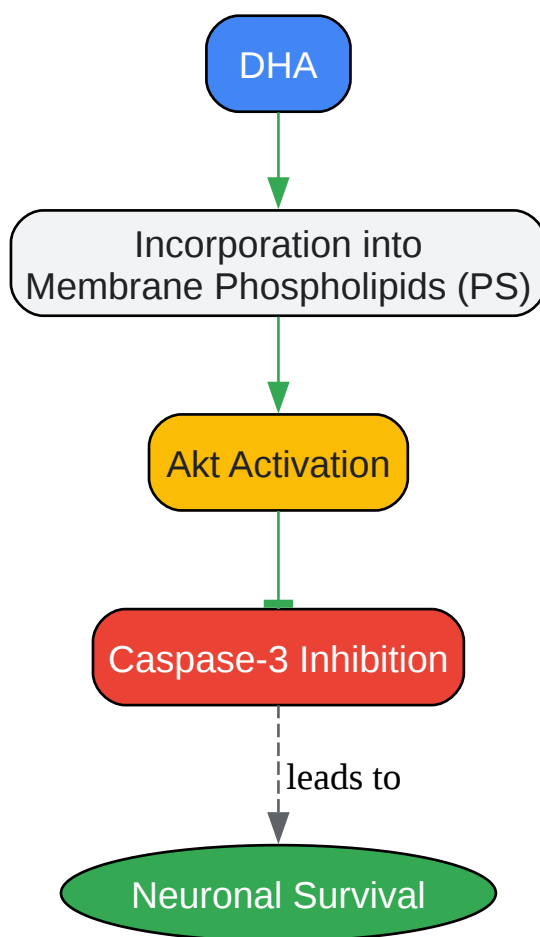 DHA
Incorporation into
Membrane Phospholipids (PS)
Akt Activation
Caspase-3 Inhibition
leads to
Neuronal Survival